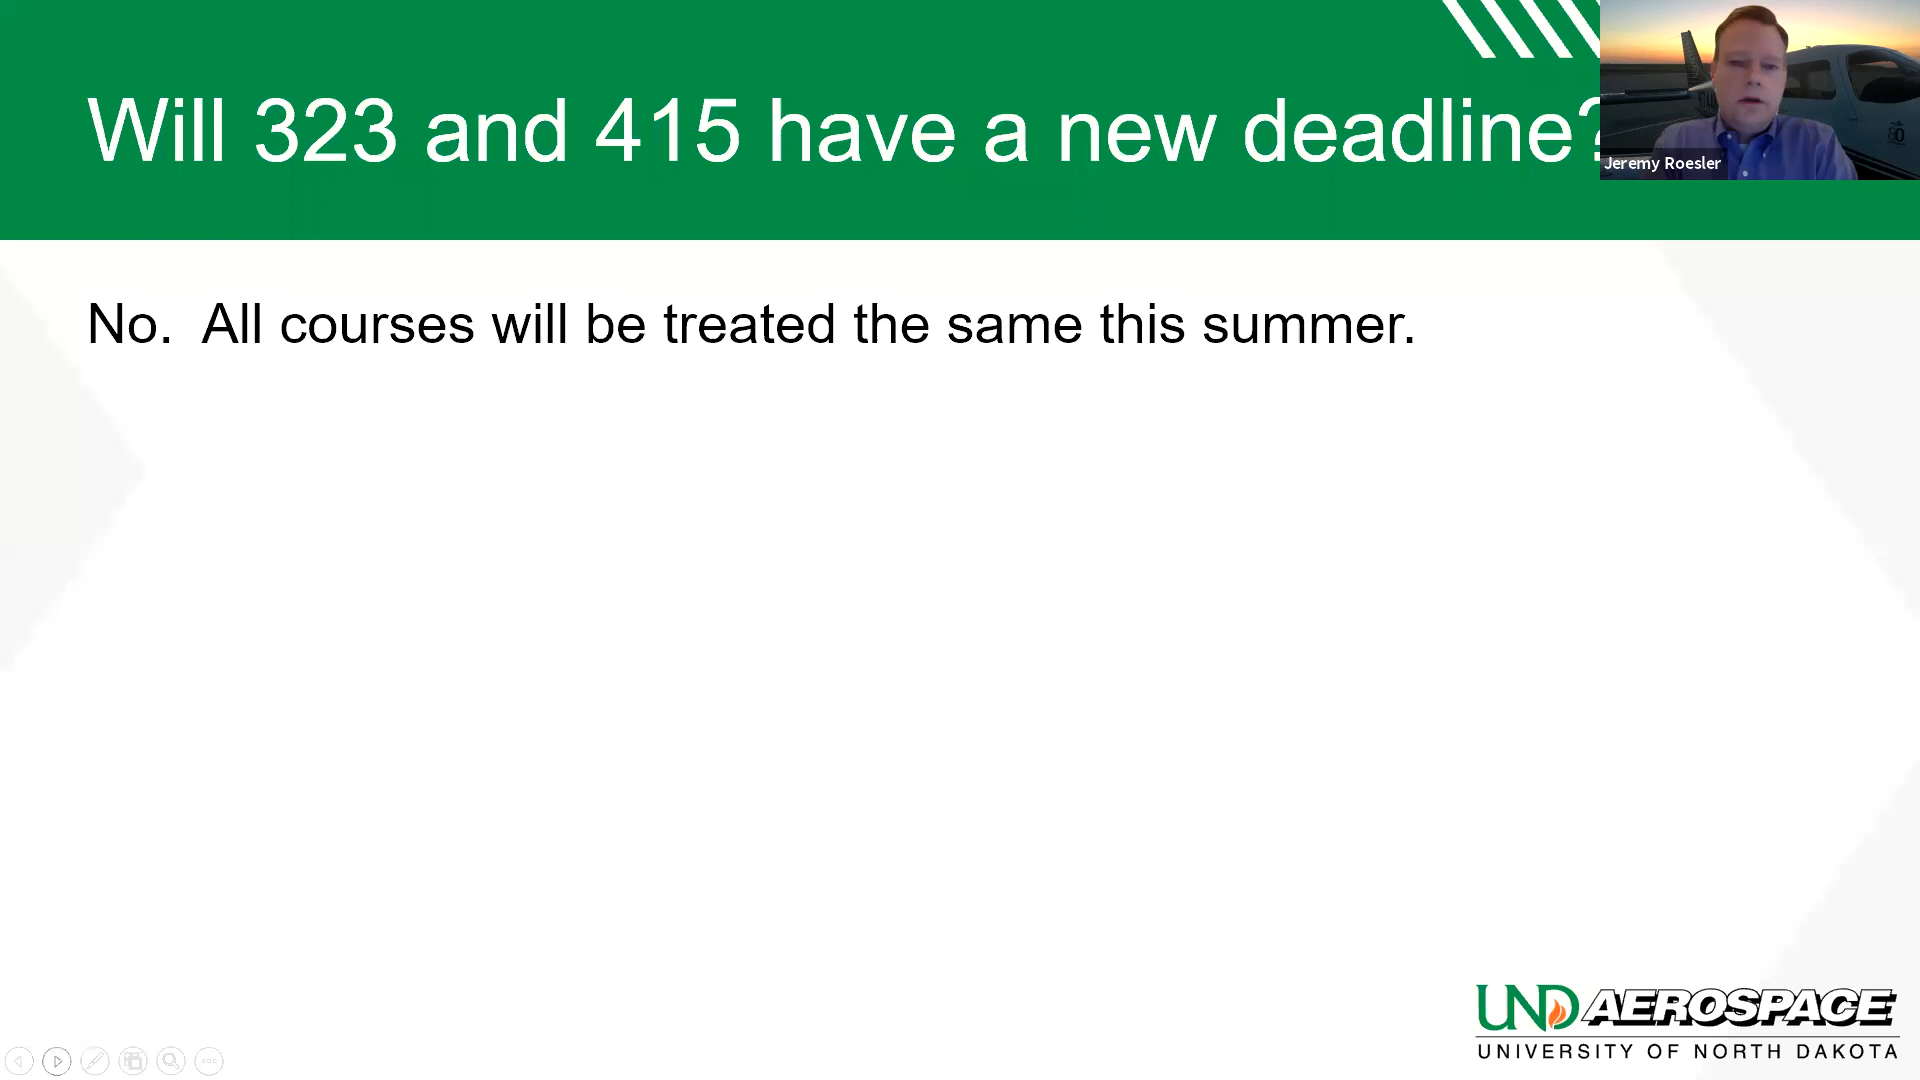 Will 323 and 415 have a new deadline?
Jeremy Roesler
No. All courses will be treated the same this summer.
UND AEROSPACE
UNIVERSITY OF NORTH DAKOTA